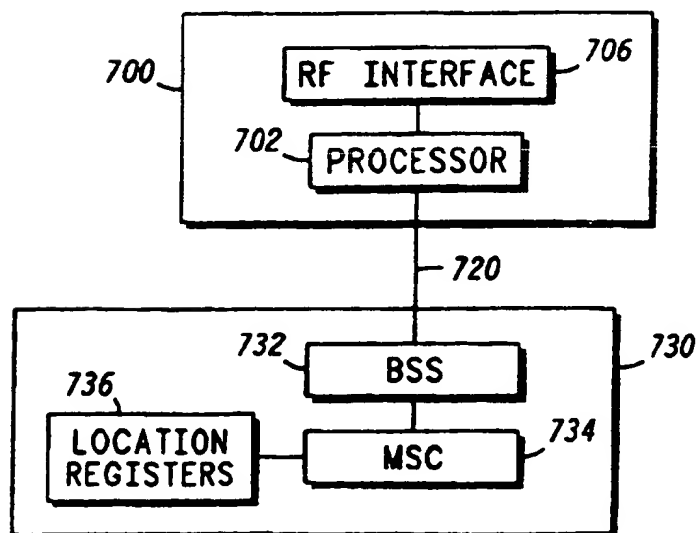 700
RF INTERFACE
706
702
PROCESSOR
720
732
BSS
730
736
LOCATION
REGISTERS
MSC
734